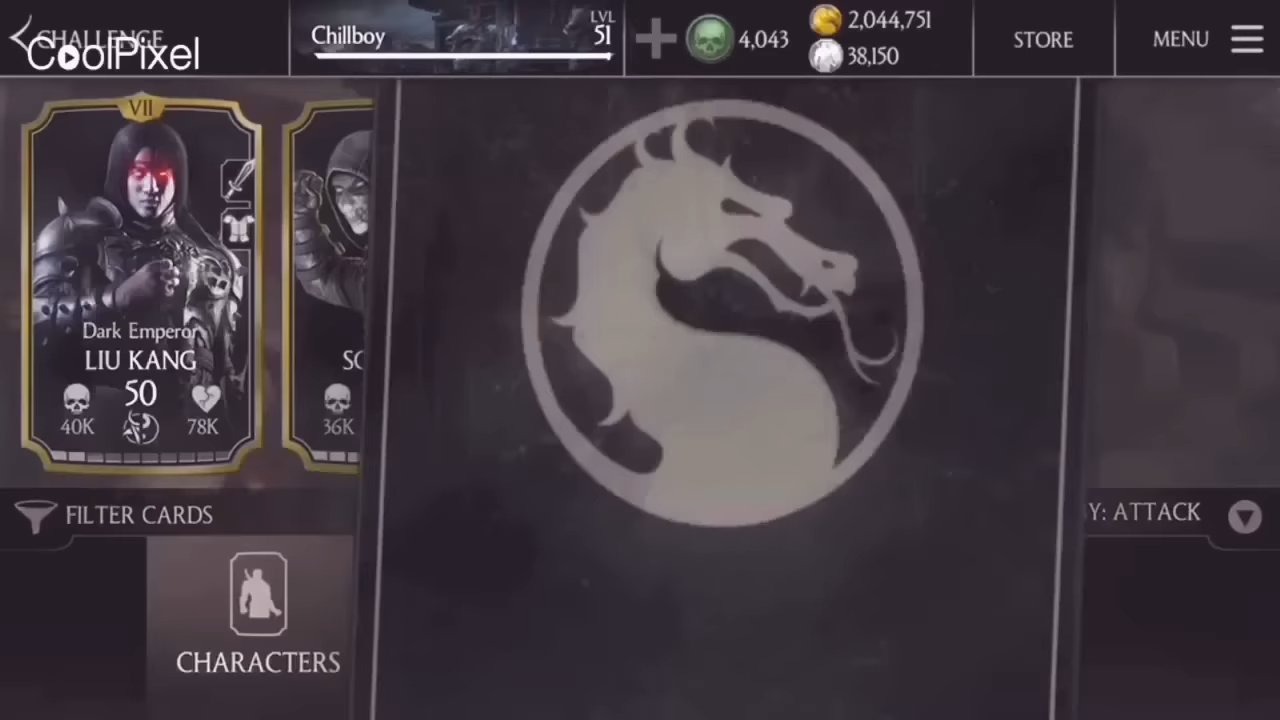 CHALLENGE
CoolPixel
Chillboy
LVL
51
4,043
2,044,751
38,150
STORE
MENU
VII
Dark Emperor
LIU KANG
50
40K
78K
SC
36K
FILTER CARDS
Y: ATTACK
CHARACTERS